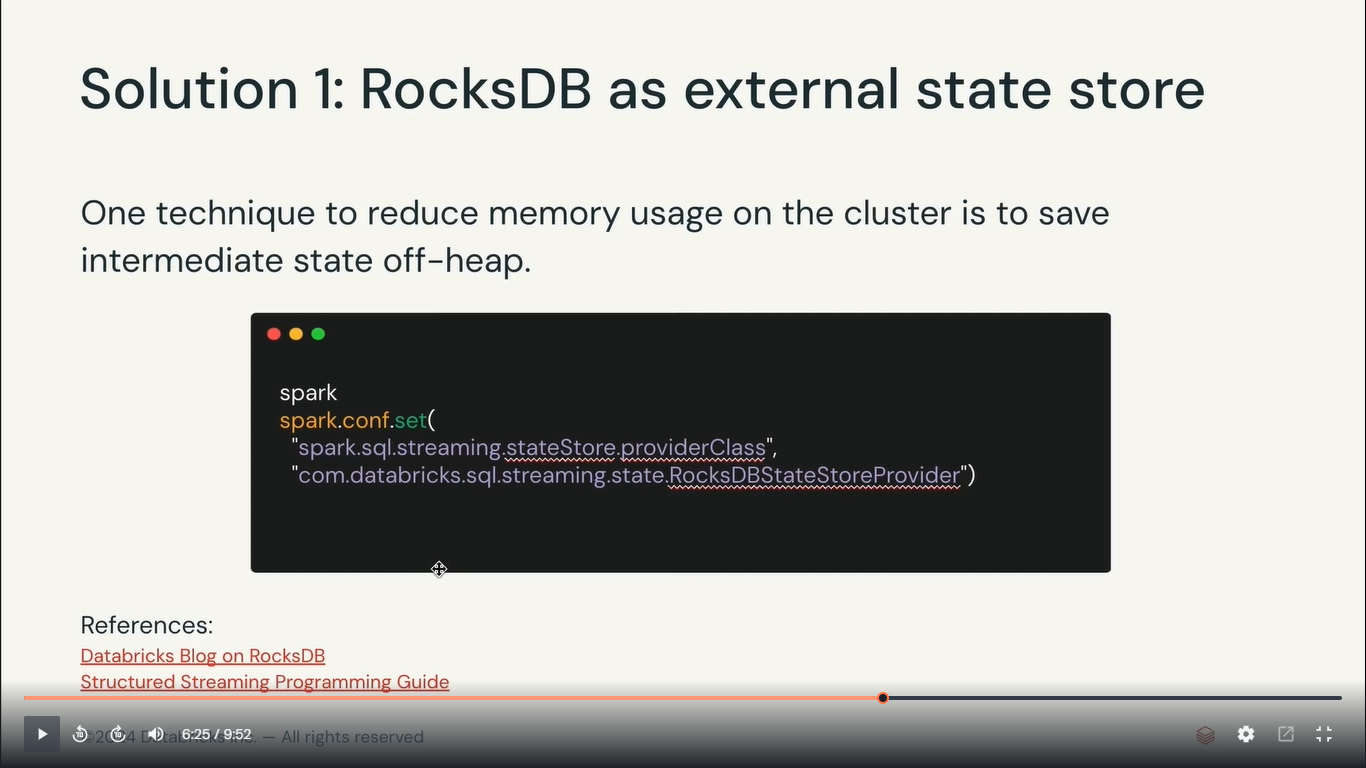 Solution 1: RocksDB as external state store
One technique to reduce memory usage on the cluster is to save
intermediate state off-heap.
spark
spark.conf.set(
"spark.sql.streaming.stateStore.providerClass",
"com.databricks.sql.streaming.state.RocksDBStateStoreProvider")
References:
Databricks Blog on RocksDB
Structured Streaming Programming Guide
10 10 6:25 / 9:52
©2024 Databricks Inc. — All rights reserved